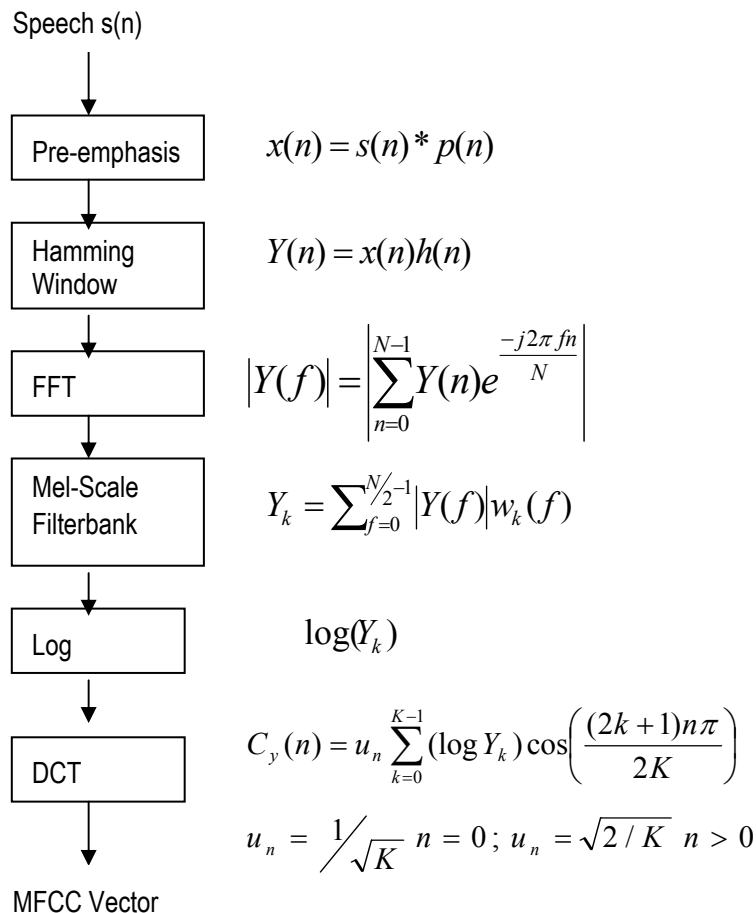 Speech s(n)
Pre-emphasis
x(n) = s(n) * p(n)
Hamming
Window
Y(n) = x(n)h(n)
FFT
|Y(f)| = |∑_{n=0}^{N−1} Y(n)e^{−j2π fn / N}|
Mel-Scale
Filterbank
Y_k = ∑_{f=0}^{N/2−1} |Y(f)| w_k(f)
Log
log(Y_k)
DCT
C_y(n) = u_n ∑_{k=0}^{K−1} (log Y_k) cos((2k+1)nπ / 2K)
u_n = 1/√K n = 0 ; u_n = √(2 / K) n > 0
MFCC Vector